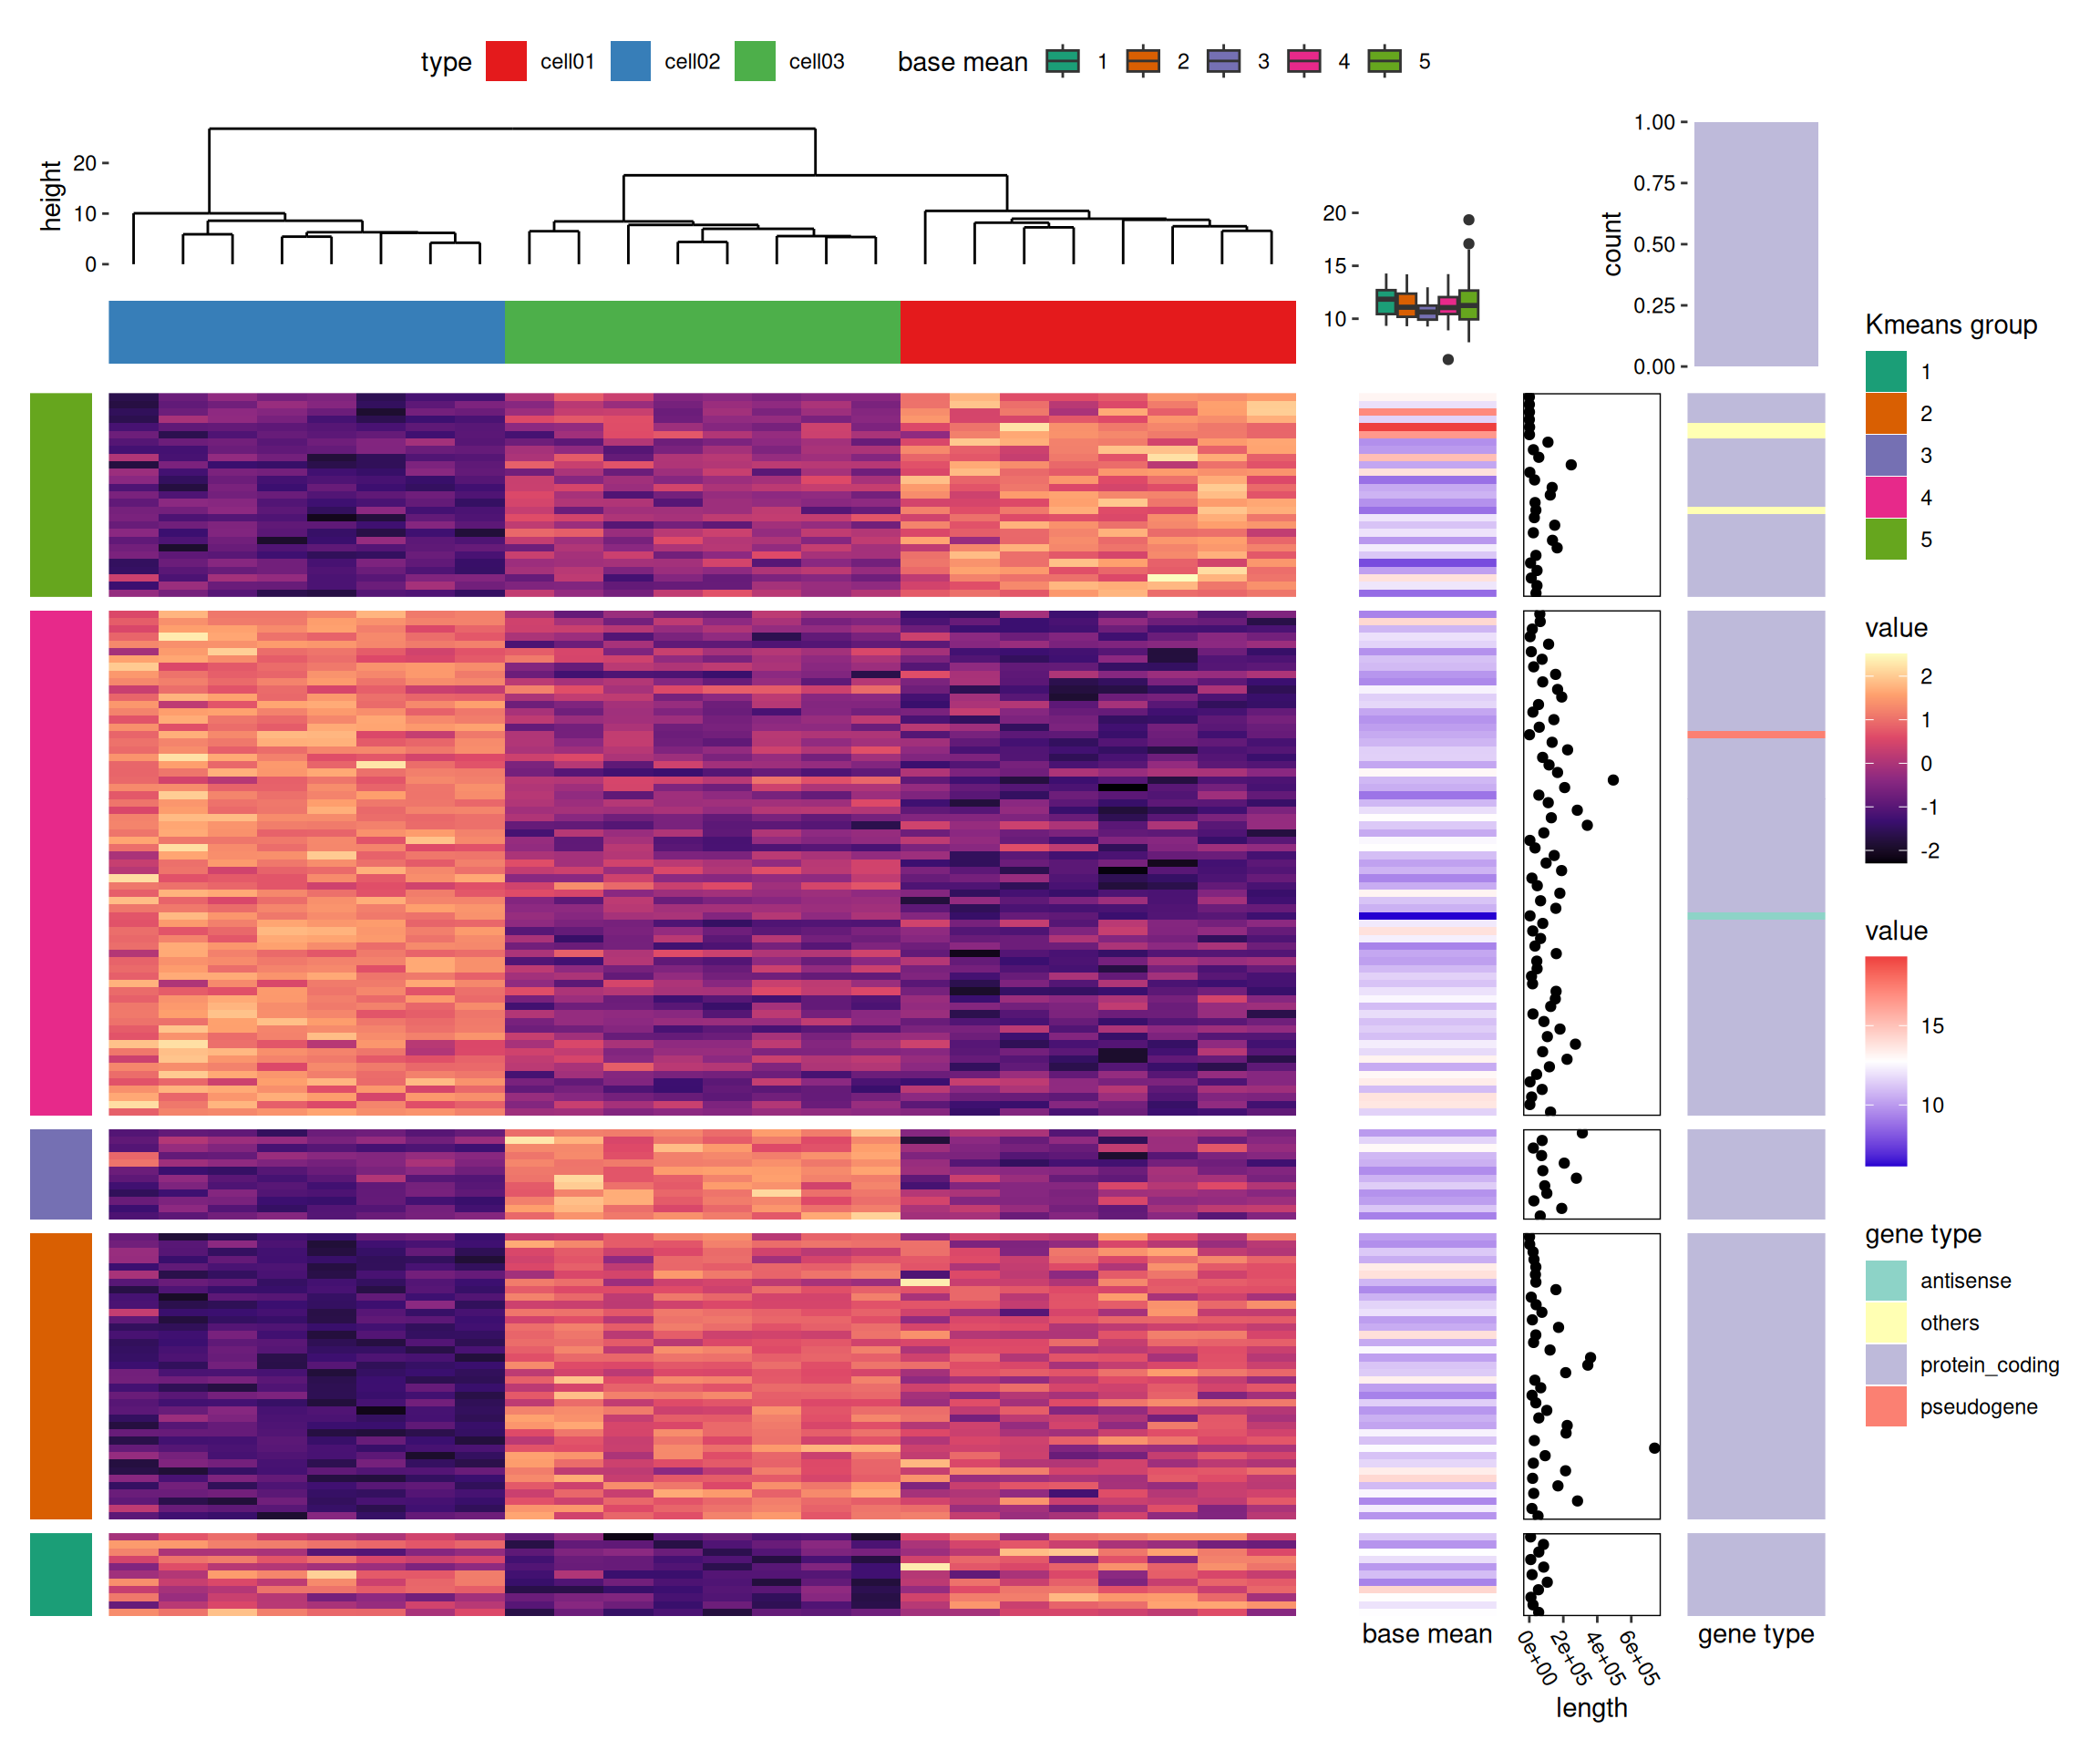 type cell01 cell02 cell03 base mean 1 2 3 4 5
height
20
10
0
20
15
10
count
1.00
0.75
0.50
0.25
0.00
Kmeans group
1
2
3
4
5
value
2
1
0
-1
-2
value
15
10
gene type
antisense
others
protein_coding
pseudogene
base mean
0e+00
2e+05
4e+05
6e+05
length
gene type